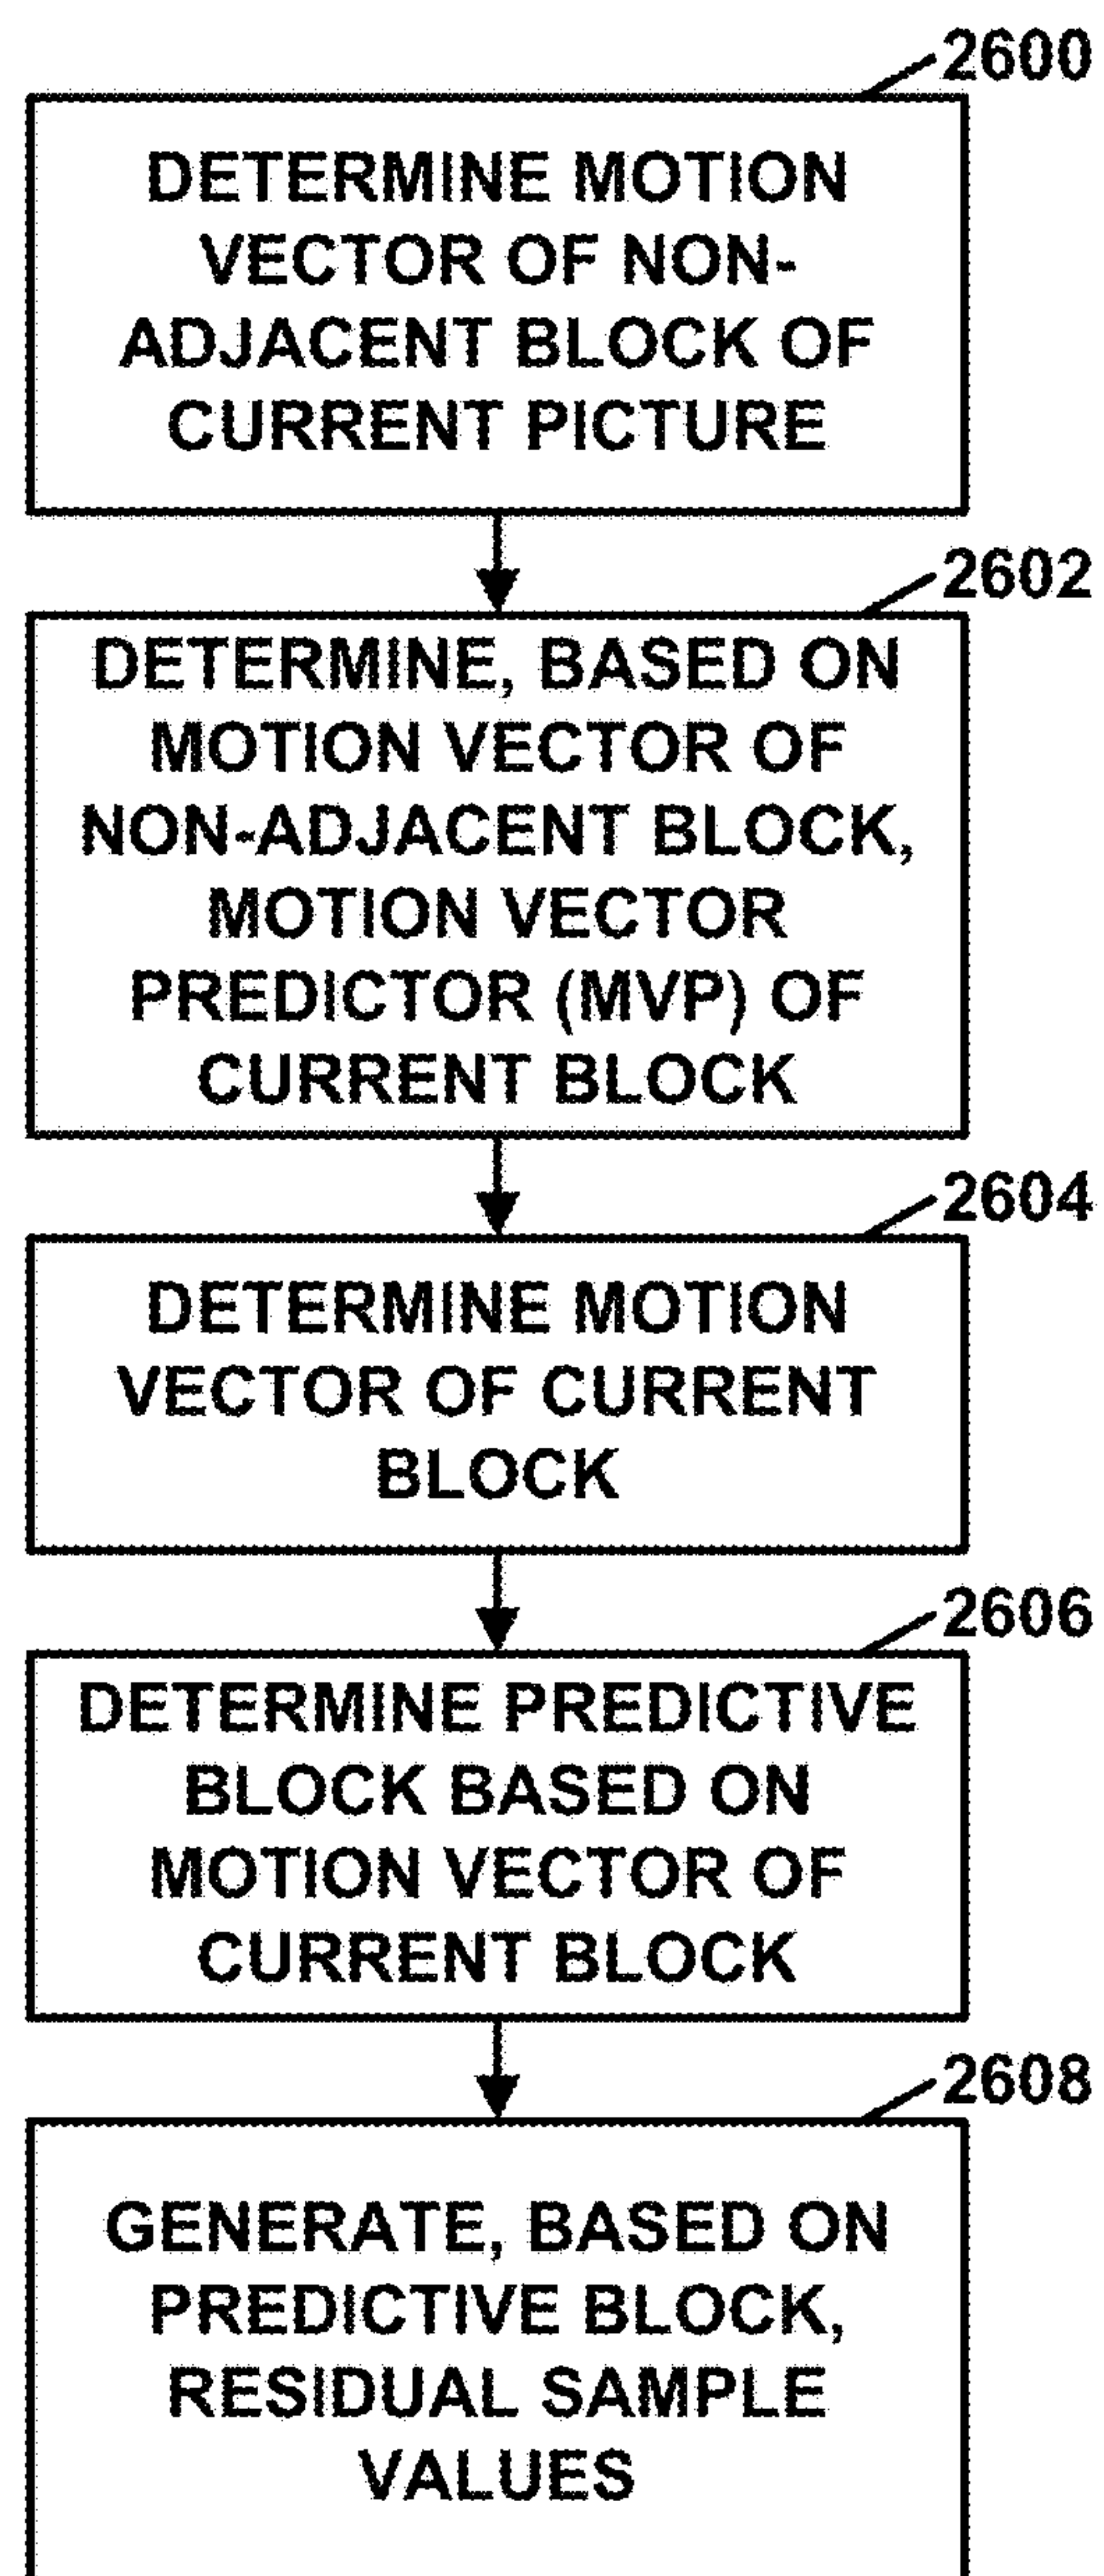 2600
DETERMINE MOTION
VECTOR OF NON-
ADJACENT BLOCK OF
CURRENT PICTURE
2602
DETERMINE, BASED ON
MOTION VECTOR OF
NON-ADJACENT BLOCK,
MOTION VECTOR
PREDICTOR (MVP) OF
CURRENT BLOCK
2604
DETERMINE MOTION
VECTOR OF CURRENT
BLOCK
2606
DETERMINE PREDICTIVE
BLOCK BASED ON
MOTION VECTOR OF
CURRENT BLOCK
2608
GENERATE, BASED ON
PREDICTIVE BLOCK,
RESIDUAL SAMPLE
VALUES